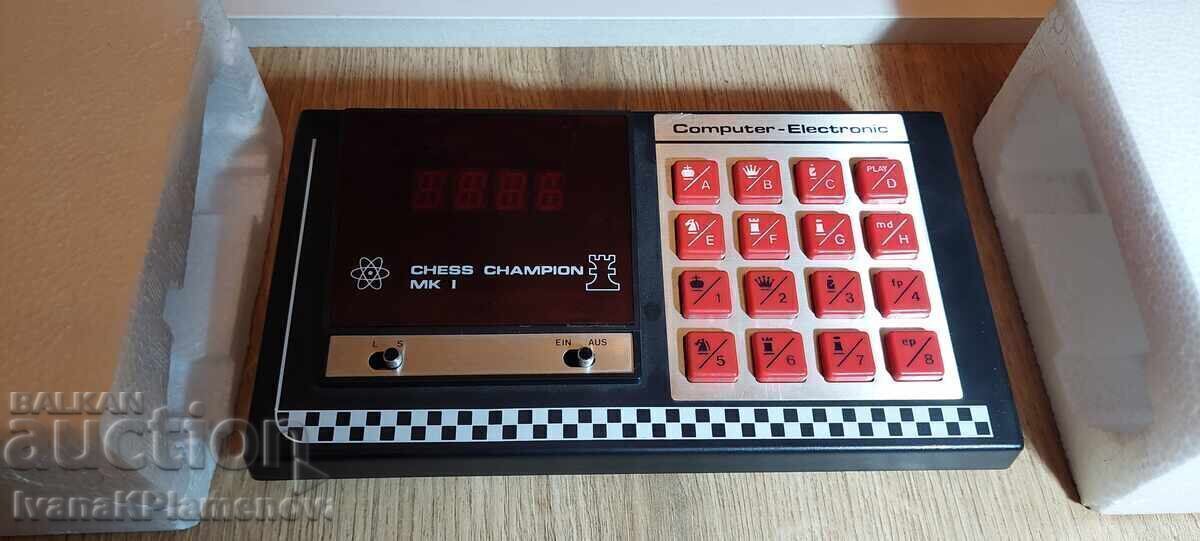 Computer-Electronic
A
B
C
PLAY/D
E
F
G
md/H
1
2
3
fp/4
5
6
7
ep/8
CHESS CHAMPION
MK I
L S
EIN AUS
BALKAN
auction
IvanaKPlamenova